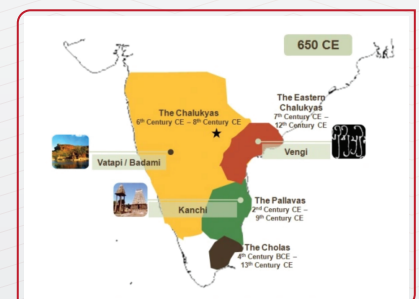 650 CE
The Chalukyas
6th Century CE – 8th Century CE
The Eastern
Chalukyas
7th Century CE –
12th Century CE
Vatapi / Badami
Vengi
Kanchi
The Pallavas
2nd Century CE –
9th Century CE
The Cholas
4th Century BCE –
13th Century CE